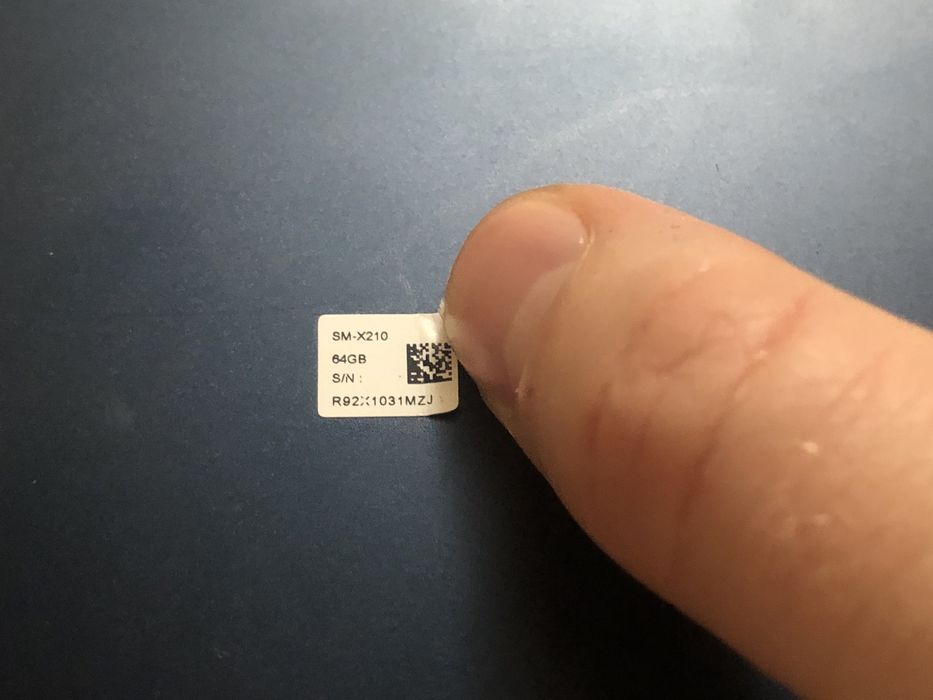 SM-X210
64GB
S/N :
R92X1031MZJ